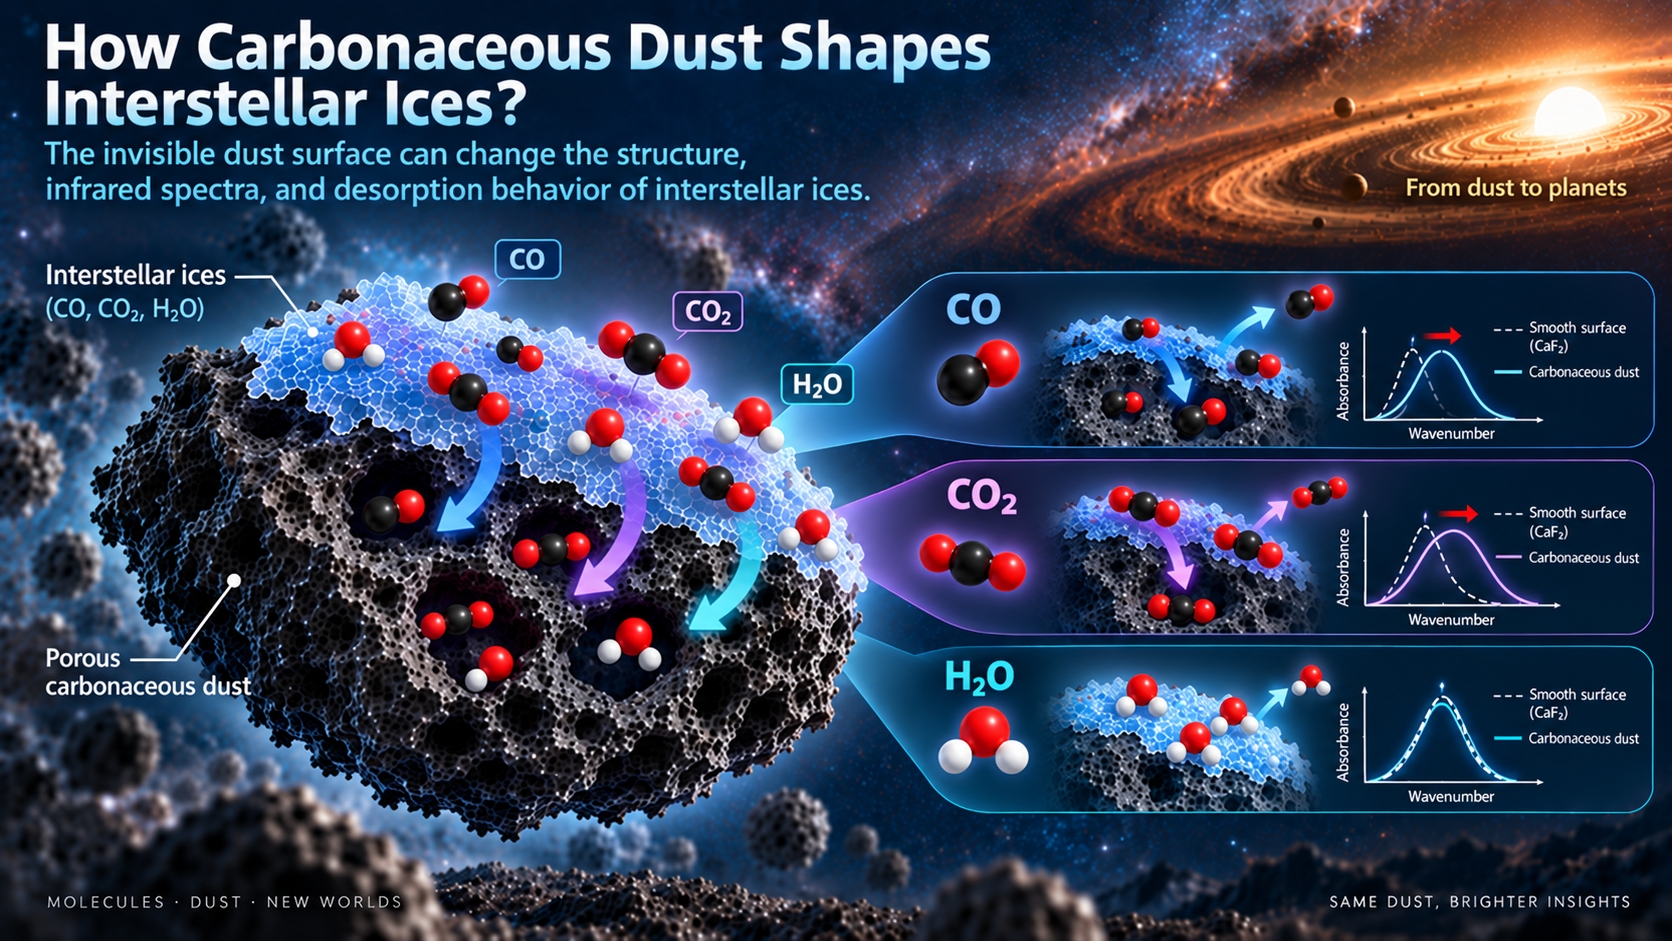 How Carbonaceous Dust Shapes
Interstellar Ices?
The invisible dust surface can change the structure,
infrared spectra, and desorption behavior of interstellar ices.
From dust to planets
Interstellar ices
(CO, CO₂, H₂O)
CO
CO₂
H₂O
Porous
carbonaceous dust
CO
Absorbance
Wavenumber
Smooth surface
(CaF₂)
Carbonaceous dust
CO₂
Absorbance
Wavenumber
Smooth surface
(CaF₂)
Carbonaceous dust
H₂O
Absorbance
Wavenumber
Smooth surface
(CaF₂)
Carbonaceous dust
MOLECULES · DUST · NEW WORLDS
SAME DUST, BRIGHTER INSIGHTS